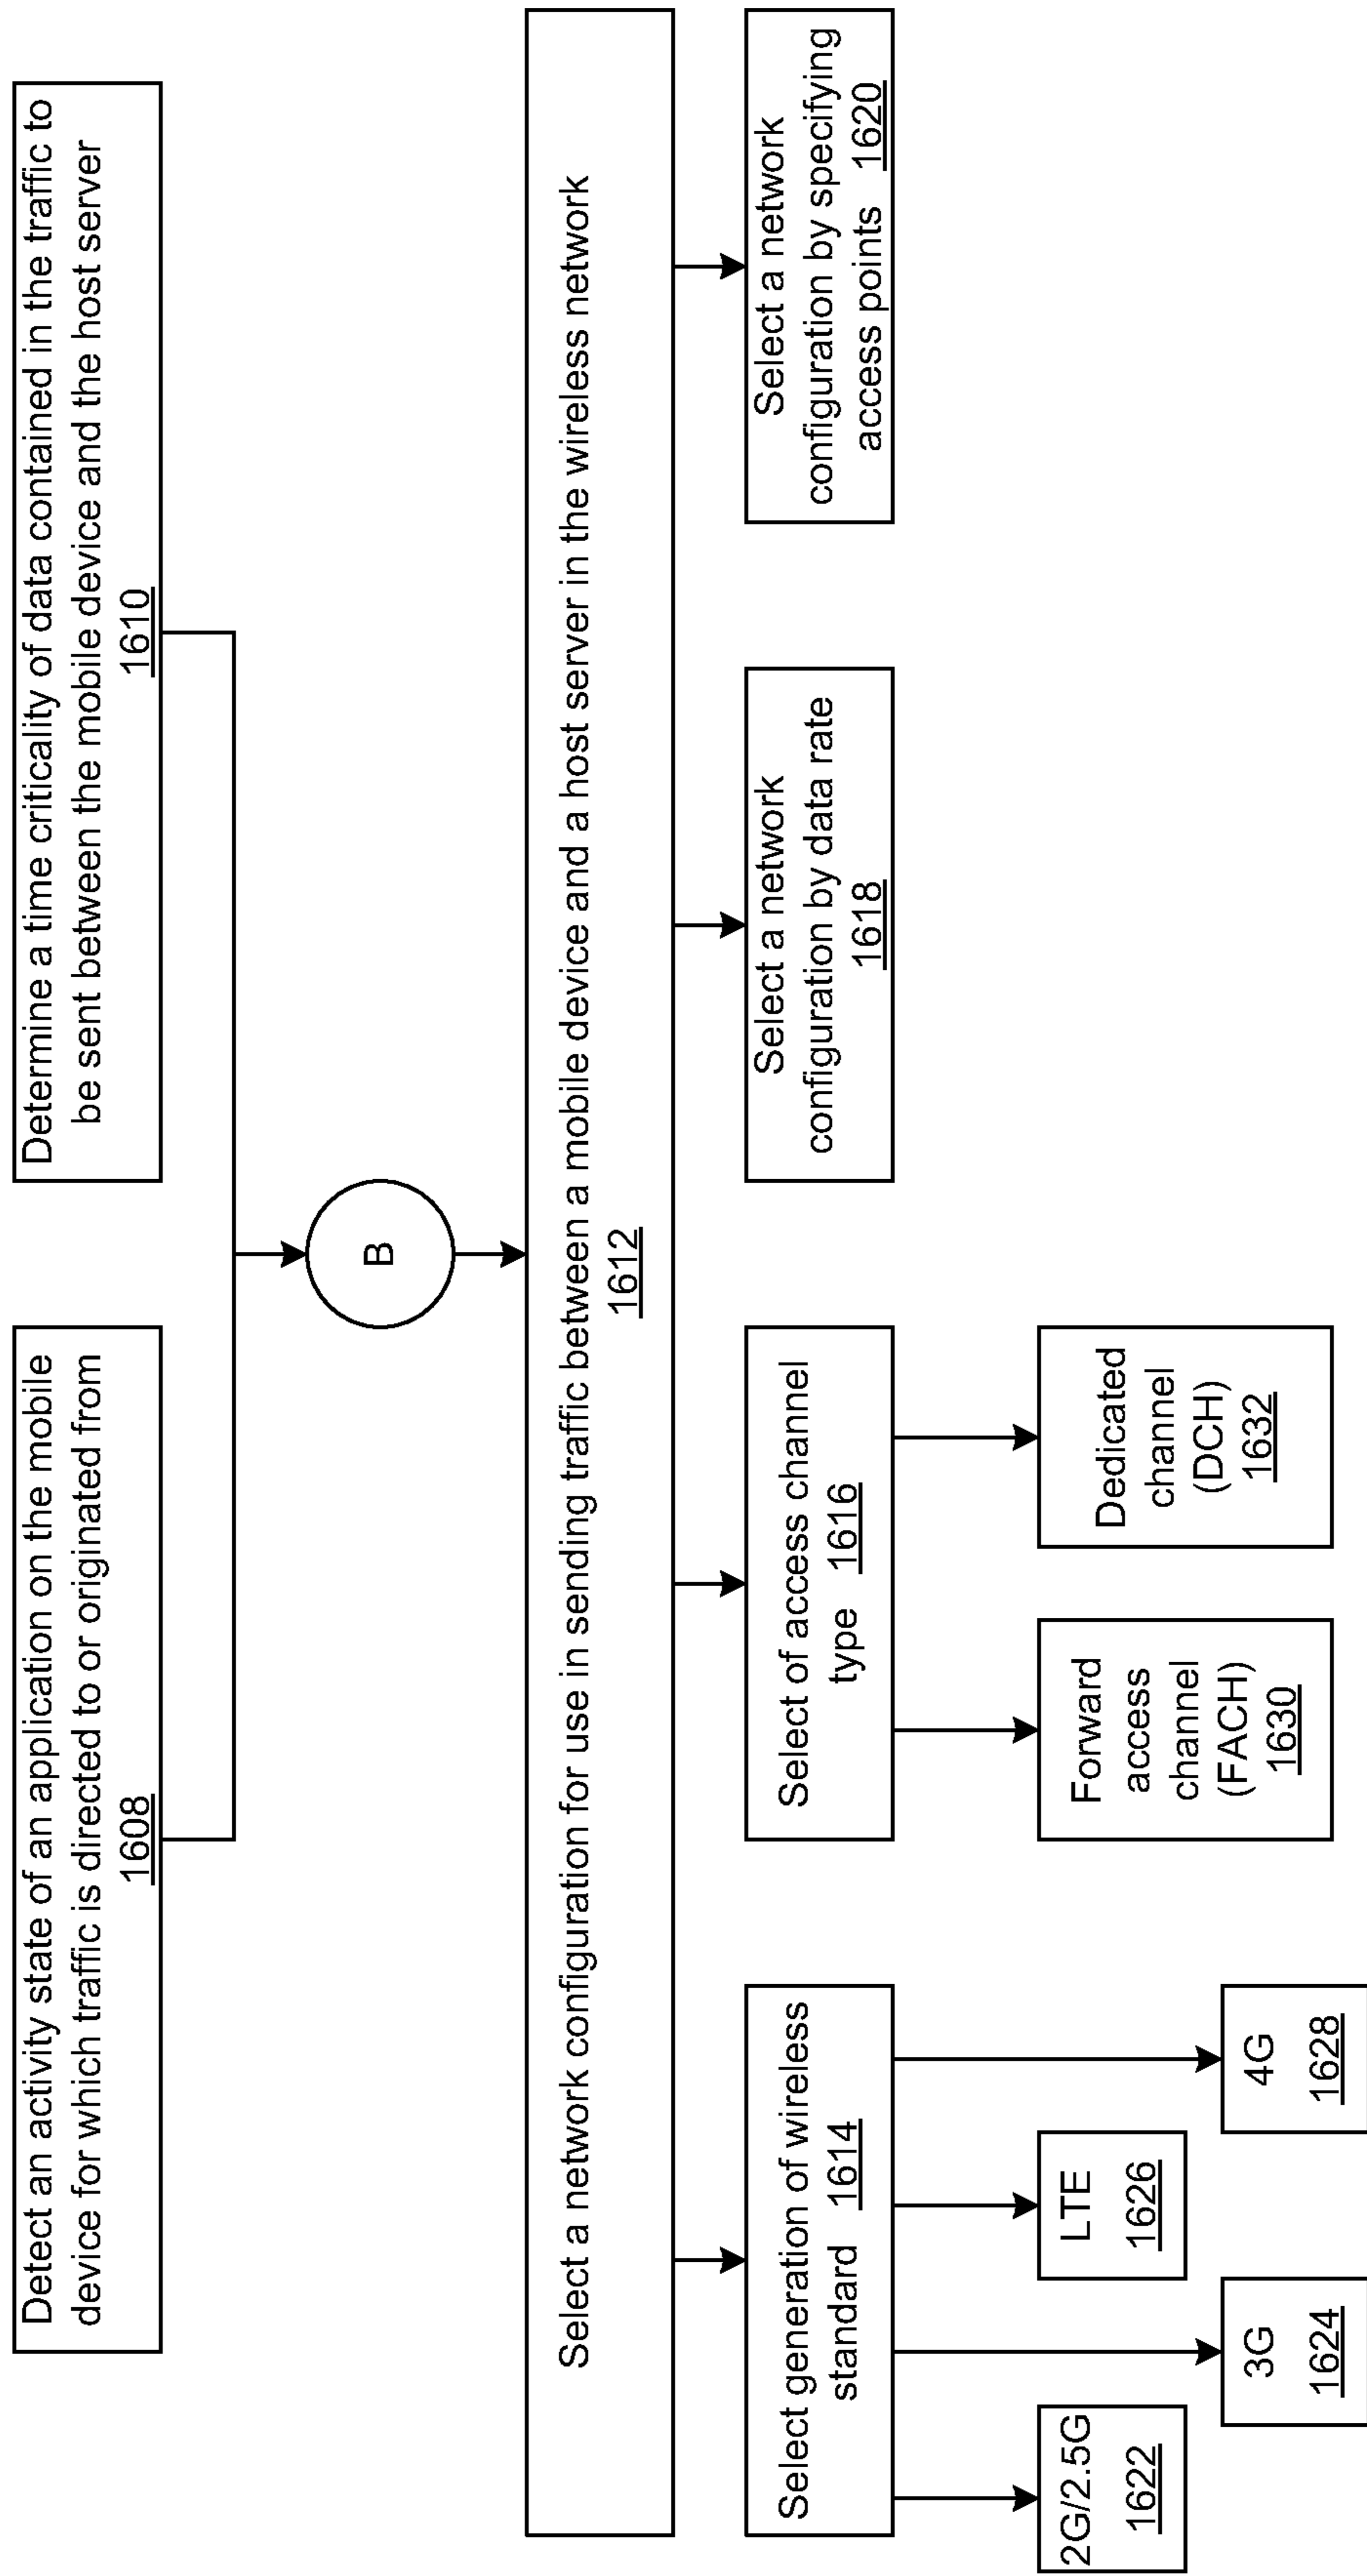 Detect an activity state of an application on the mobile
device for which traffic is directed to or originated from
1608
Determine a time criticality of data contained in the traffic to
be sent between the mobile device and the host server
1610
B
Select a network configuration for use in sending traffic between a mobile device and a host server in the wireless network
1612
Select generation of wireless
standard 1614
Select of access channel
type 1616
Select a network
configuration by data rate
1618
Select a network
configuration by specifying
access points 1620
2G/2.5G
1622
3G
1624
LTE
1626
4G
1628
Forward
access
channel
(FACH)
1630
Dedicated
channel
(DCH)
1632